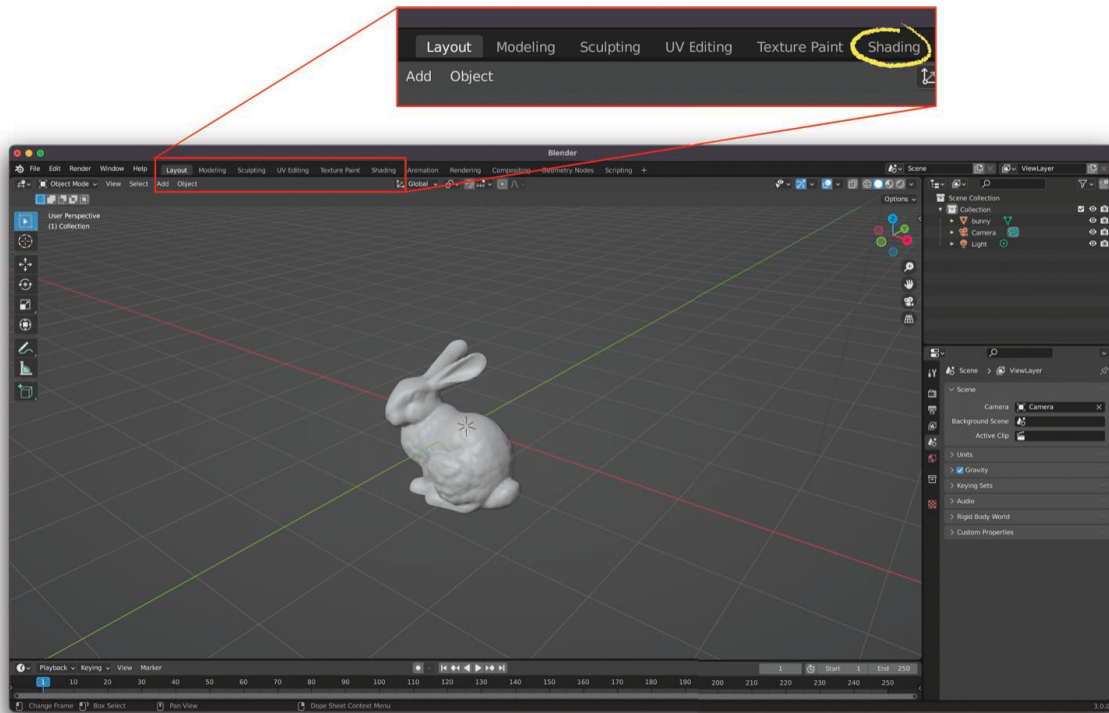 Layout Modeling Sculpting UV Editing Texture Paint Shading
Add Object
Blender
File Edit Render Window Help Layout Modeling Sculpting UV Editing Texture Paint Shading Animation Rendering Compositing Geometry Nodes Scripting + Scene ViewLayer
Object Mode View Select Add Object Global
Options
User Perspective
(1) Collection
Scene Collection
Collection
bunny
Camera
Light
Scene > ViewLayer
Scene
Camera Camera
Background Scene
Active Clip
Units
Gravity
Keying Sets
Audio
Rigid Body World
Custom Properties
Playback Keying View Marker 1 Start 1 End 250
1 10 20 30 40 50 60 70 80 90 100 110 120 130 140 150 160 170 180 190 200 210 220 230 240 250
Change Frame Box Select Pan View Dope Sheet Context Menu